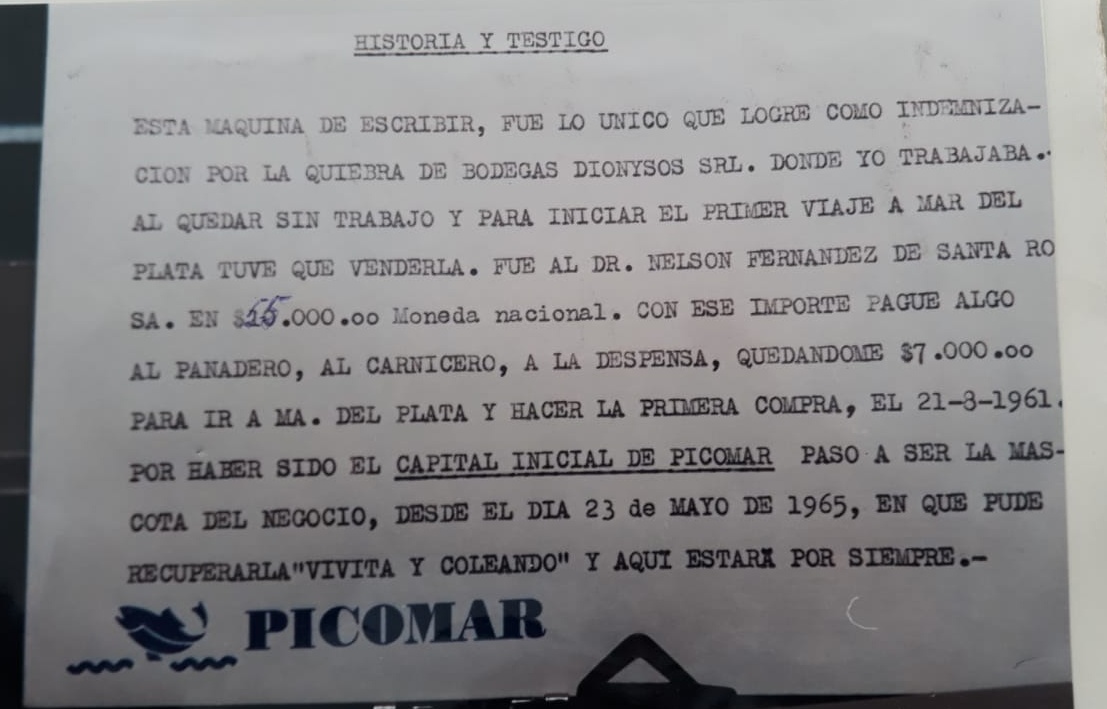 HISTORIA Y TESTIGO
ESTA MAQUINA DE ESCRIBIR, FUE LO UNICO QUE LOGRE COMO INDEMNIZA-
CION POR LA QUIEBRA DE BODEGAS DIONYSOS SRL. DONDE YO TRABAJABA.-
AL QUEDAR SIN TRABAJO Y PARA INICIAR EL PRIMER VIAJE A MAR DEL
PLATA TUVE QUE VENDERLA. FUE AL DR. NELSON FERNANDEZ DE SANTA RO
SA. EN $ .000.oo Moneda nacional. CON ESE IMPORTE PAGUE ALGO
AL PANADERO, AL CARNICERO, A LA DESPENSA, QUEDANDOME $7.000.oo
PARA IR A MA. DEL PLATA Y HACER LA PRIMERA COMPRA, EL 21-8-1961.
POR HABER SIDO EL CAPITAL INICIAL DE PICOMAR PASO A SER LA MAS-
COTA DEL NEGOCIO, DESDE EL DIA 23 de MAYO DE 1965, EN QUE PUDE
RECUPERARLA"VIVITA Y COLEANDO" Y AQUI ESTARA POR SIEMPRE.-
PICOMAR